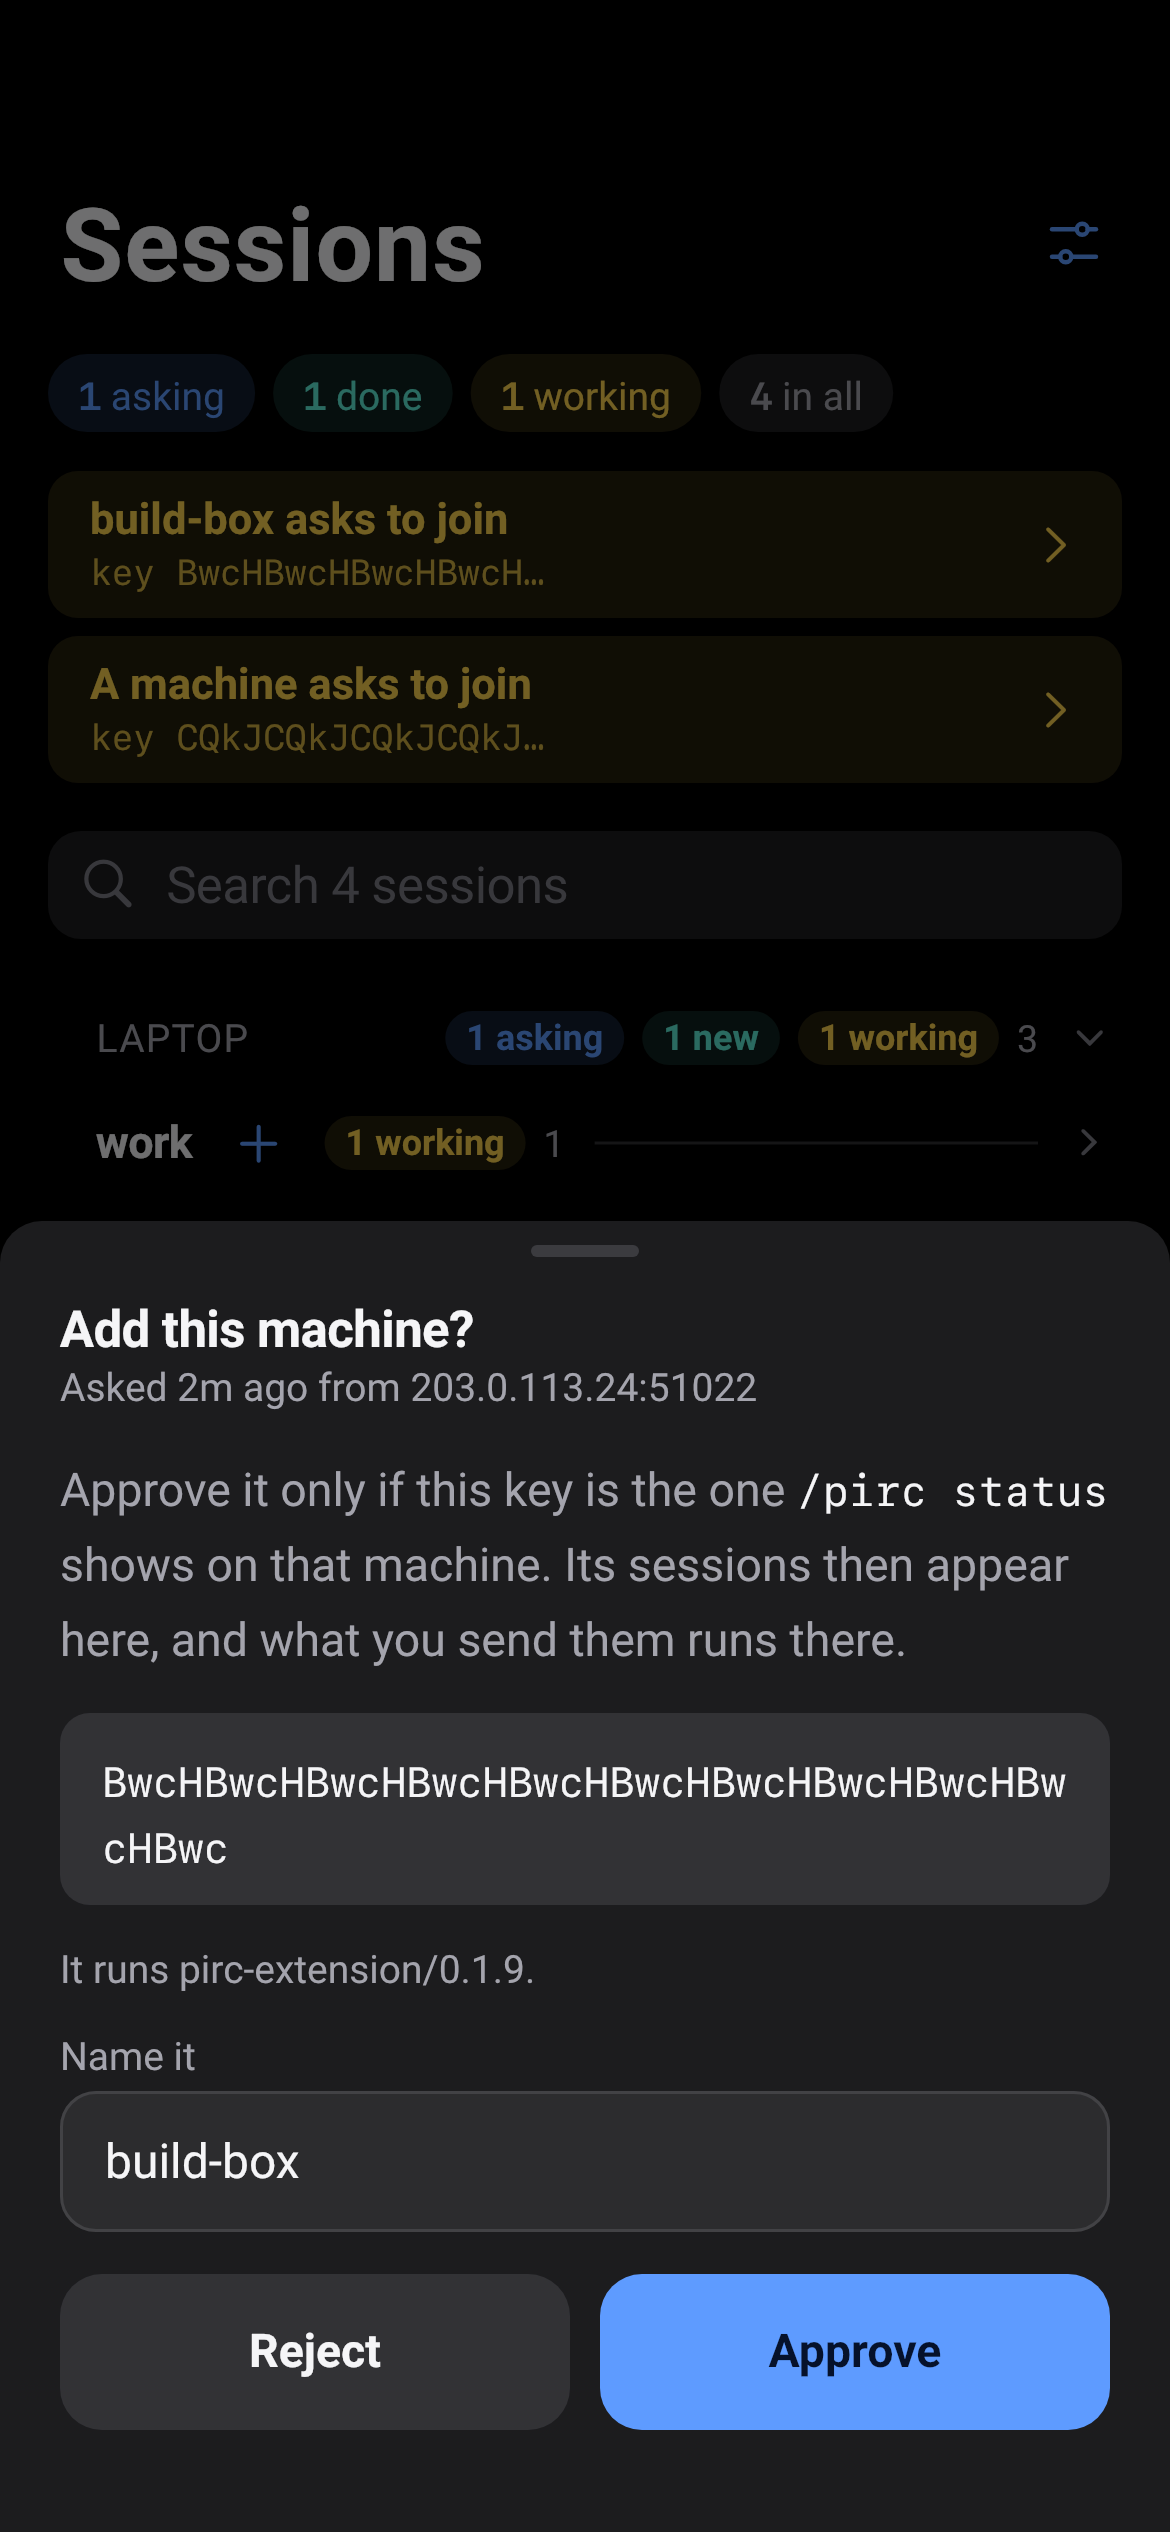 Sessions
1 asking
1 done
1 working
4 in all
build-box asks to join
key BwcHBwcHBwcHBwcH…
A machine asks to join
key CQkJCQkJCQkJCQkJ…
Search 4 sessions
LAPTOP 1 asking 1 new 1 working 3
work 1 working 1
Add this machine?
Asked 2m ago from 203.0.113.24:51022
Approve it only if this key is the one /pirc status
shows on that machine. Its sessions then appear
here, and what you send them runs there.
BwcHBwcHBwcHBwcHBwcHBwcHBwcHBwcHBwcHBw
cHBwc
It runs pirc-extension/0.1.9.
Name it
build-box
Reject
Approve